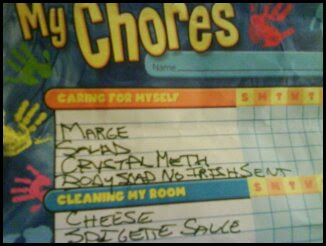 My Chores
Name
CARING FOR MYSELF S M T W T
MARGE
SALAD
CRYSTAL METH
BODY SOAP NO IRISH SENT
CLEANING MY ROOM S M T W T
CHEESE
SPIGETTE SAUCE